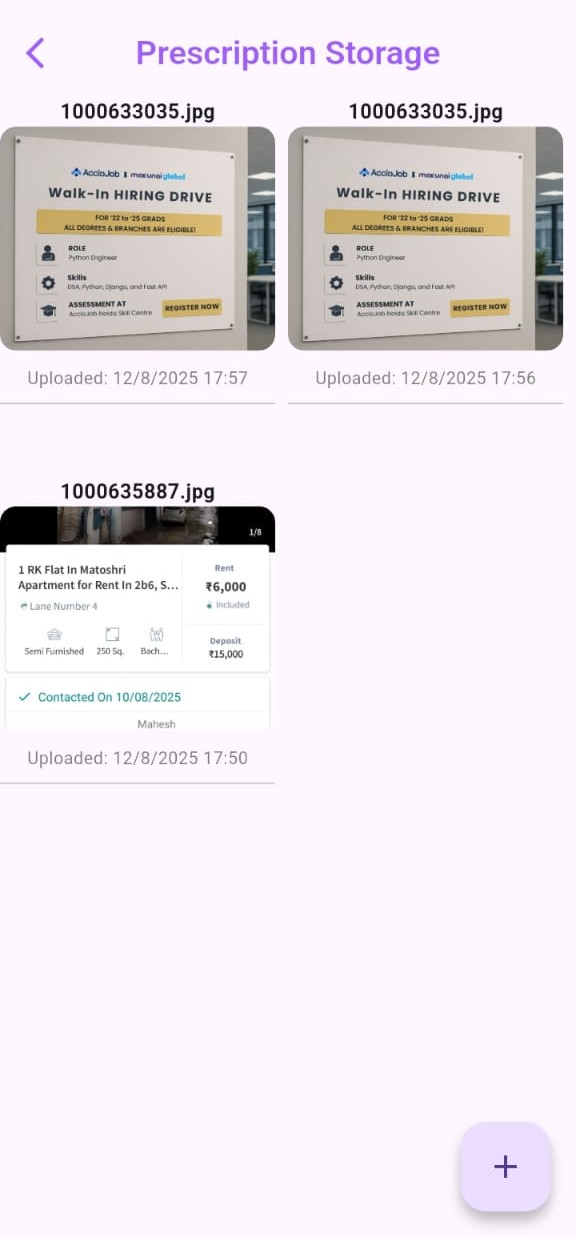 Prescription Storage
1000633035.jpg
AccioJob makunaiglobal
Walk-In HIRING DRIVE
FOR '22 to '25 GRADS
ALL DEGREES & BRANCHES ARE ELIGIBLE!
ROLE
Python Engineer
Skills
DSA, Python, Django, and Fast API
ASSESSMENT AT
AccioJob Noida Skill Centre
REGISTER NOW
Uploaded: 12/8/2025 17:57
1000633035.jpg
AccioJob makunaiglobal
Walk-In HIRING DRIVE
FOR '22 to '25 GRADS
ALL DEGREES & BRANCHES ARE ELIGIBLE!
ROLE
Python Engineer
Skills
DSA, Python, Django, and Fast API
ASSESSMENT AT
AccioJob Noida Skill Centre
REGISTER NOW
Uploaded: 12/8/2025 17:56
1000635887.jpg
1/8
1 RK Flat In Matoshri
Apartment for Rent In 2b6, S...
Lane Number 4
Semi Furnished 250 Sq. Bach...
Rent
₹6,000
Included
Deposit
₹15,000
Contacted On 10/08/2025
Mahesh
Uploaded: 12/8/2025 17:50
+